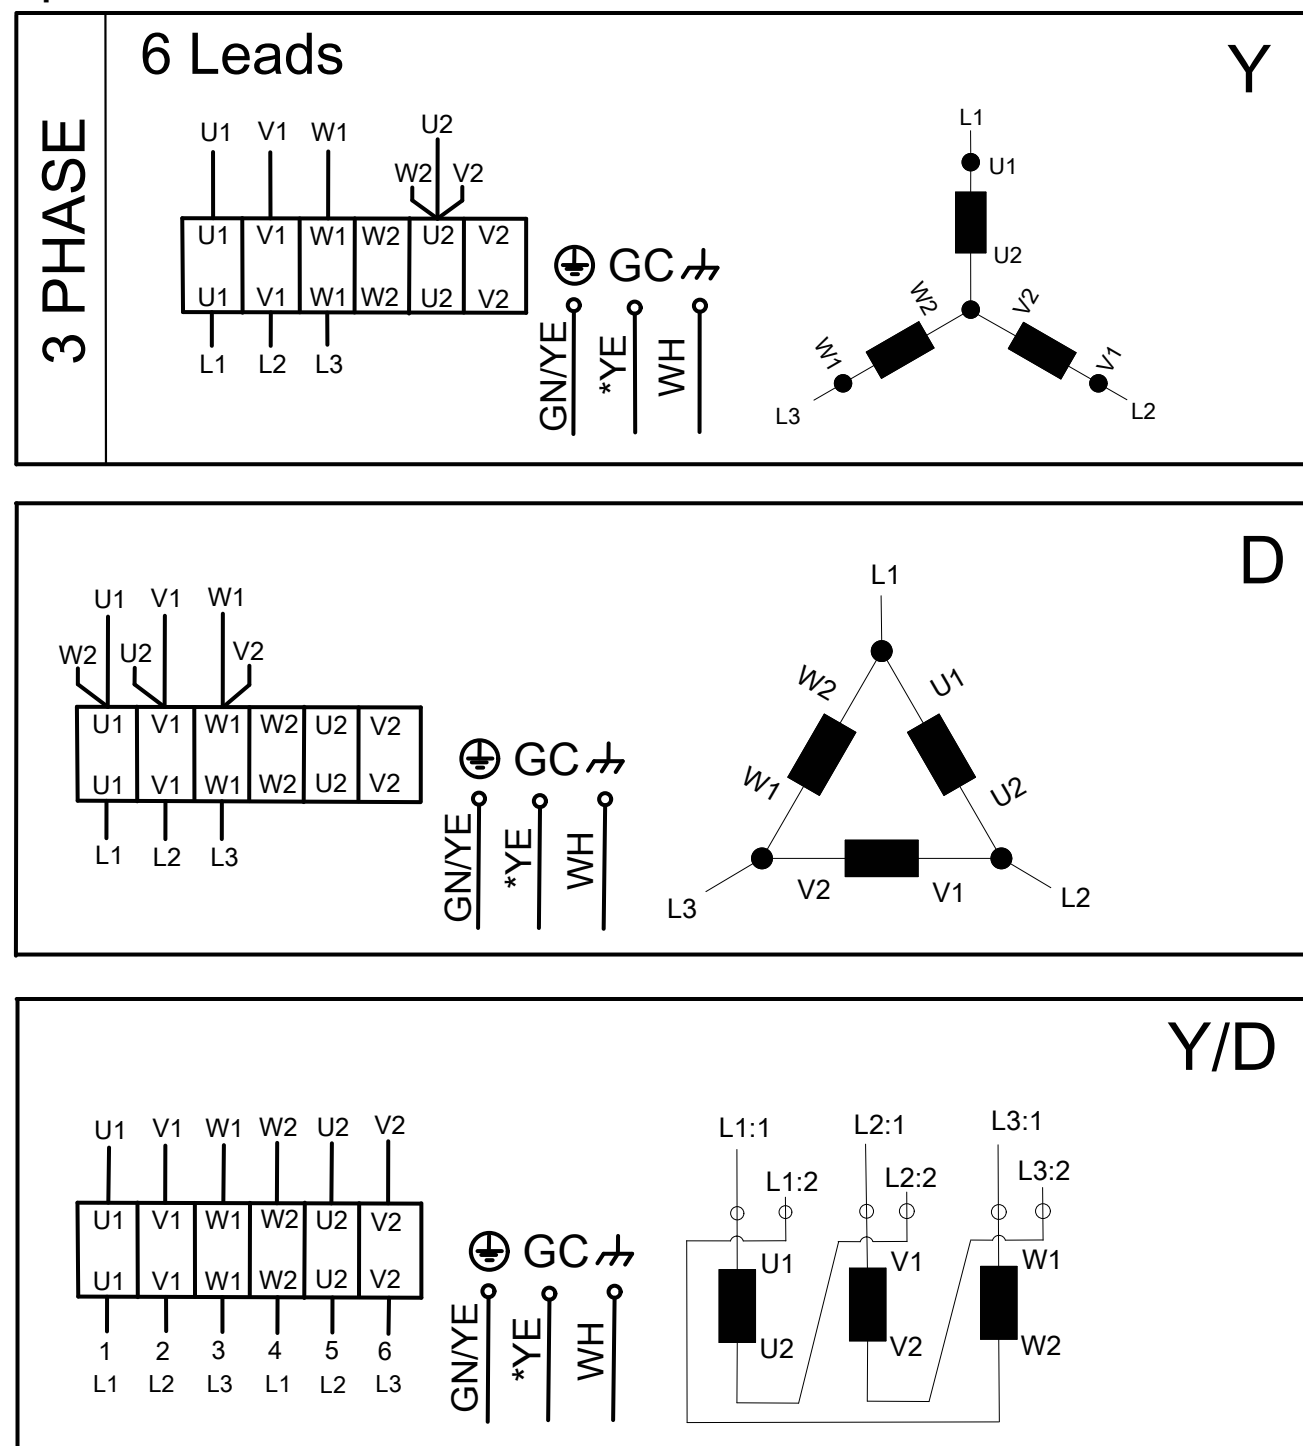 6 Leads
Y
3 PHASE
U1 V1 W1 U2
W2 V2
U1 V1 W1 W2 U2 V2
U1 V1 W1 W2 U2 V2
L1 L2 L3
GC
GN/YE *YE WH
L1
U1
U2
W2 V2
W1 V1
L3 L2
D
U1 V1 W1
W2 U2 V2
U1 V1 W1 W2 U2 V2
U1 V1 W1 W2 U2 V2
L1 L2 L3
GC
GN/YE *YE WH
L1
W2 U1
W1 U2
V2 V1
L3 L2
Y/D
U1 V1 W1 W2 U2 V2
U1 V1 W1 W2 U2 V2
U1 V1 W1 W2 U2 V2
1 2 3 4 5 6
L1 L2 L3 L1 L2 L3
GC
GN/YE *YE WH
L1:1 L2:1 L3:1
L1:2 L2:2 L3:2
U1 V1 W1
U2 V2 W2